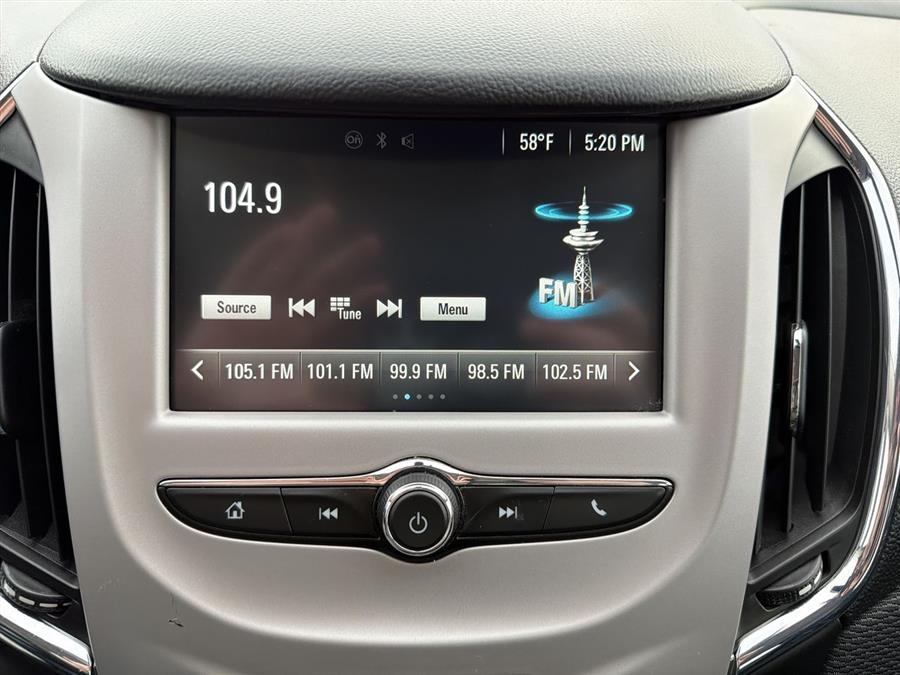 On 58°F 5:20 PM
104.9
FM
Source Tune Menu
105.1 FM 101.1 FM 99.9 FM 98.5 FM 102.5 FM